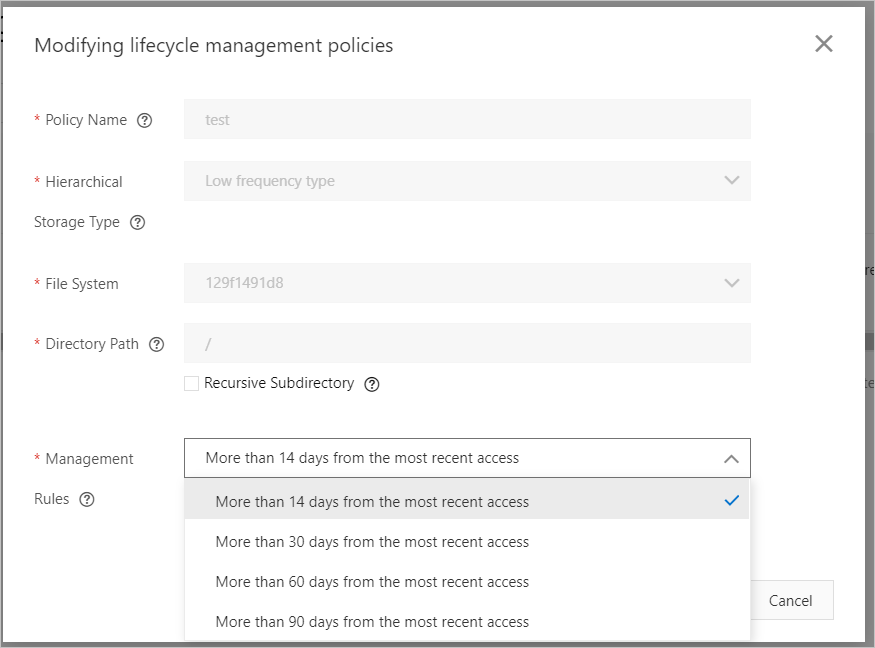 Modifying lifecycle management policies
* Policy Name
test
* Hierarchical
Storage Type
Low frequency type
* File System
129f1491d8
* Directory Path
/
Recursive Subdirectory
* Management
Rules
More than 14 days from the most recent access
More than 14 days from the most recent access
More than 30 days from the most recent access
More than 60 days from the most recent access
More than 90 days from the most recent access
Cancel